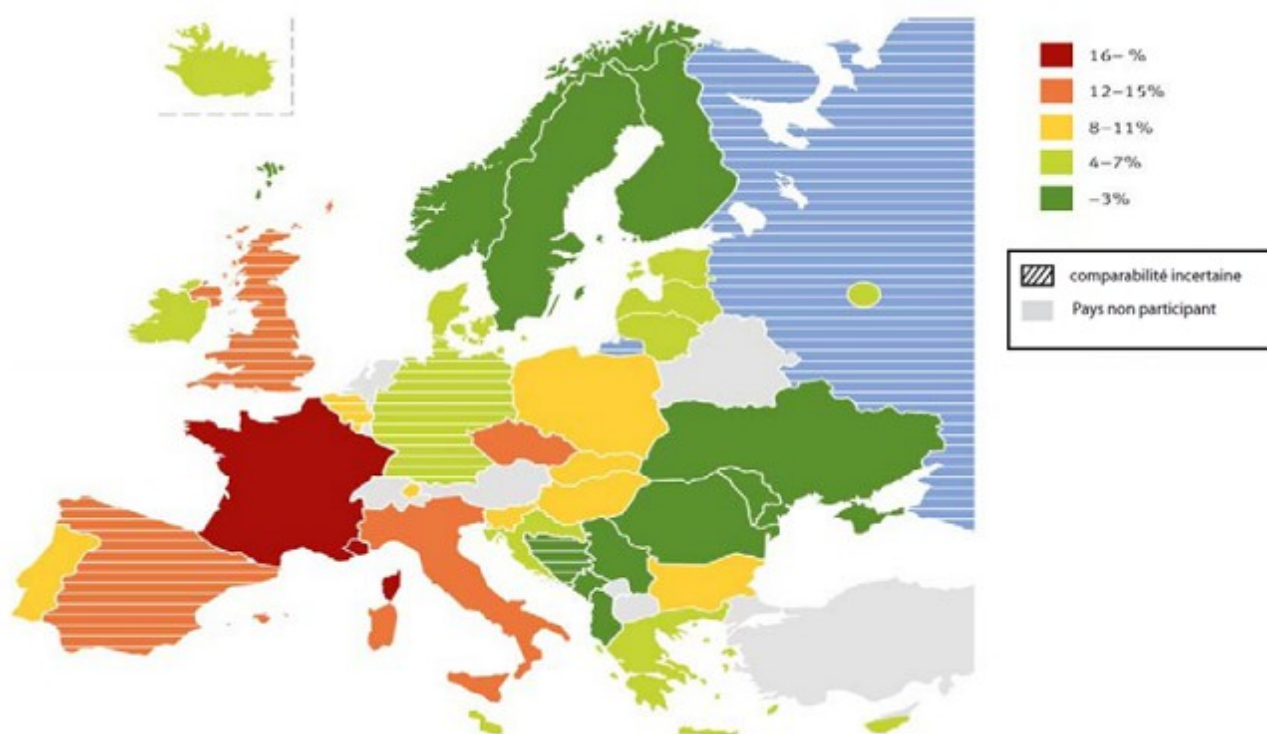 16– %
12–15%
8–11%
4–7%
–3%
comparabilité incertaine
Pays non participant